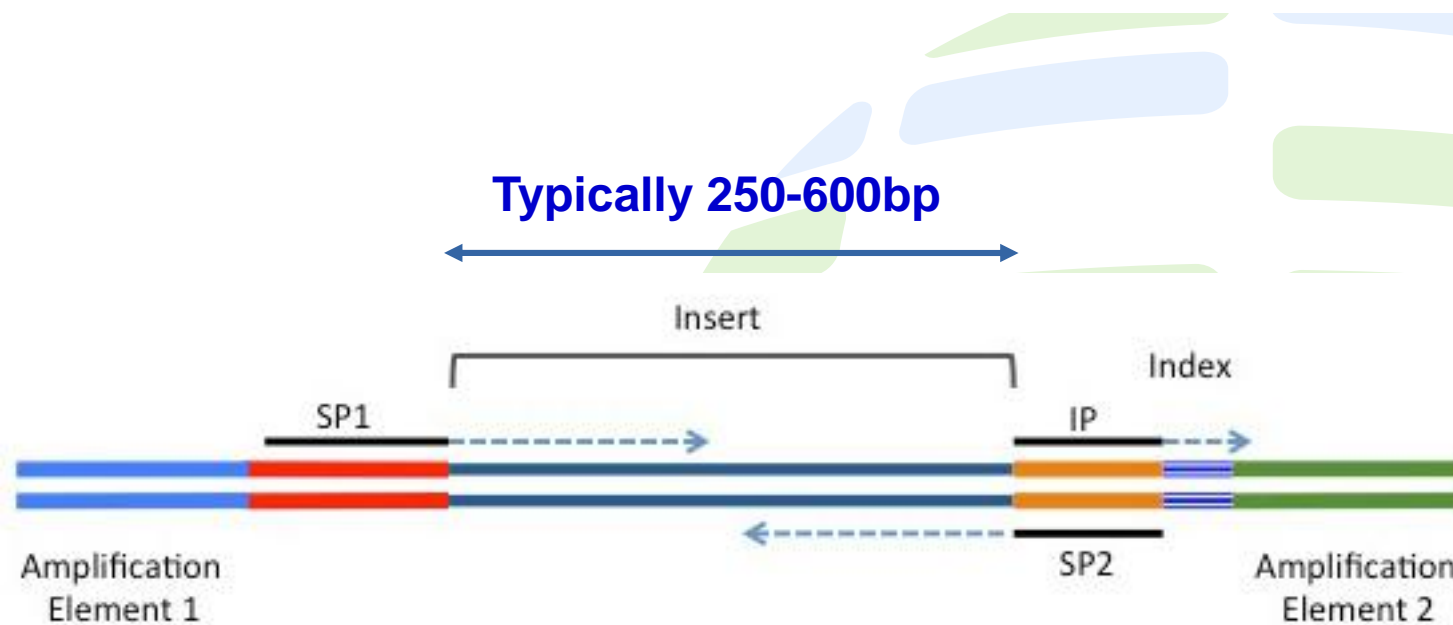 Typically 250-600bp
Insert
Index
SP1
IP
SP2
Amplification
Element 1
Amplification
Element 2